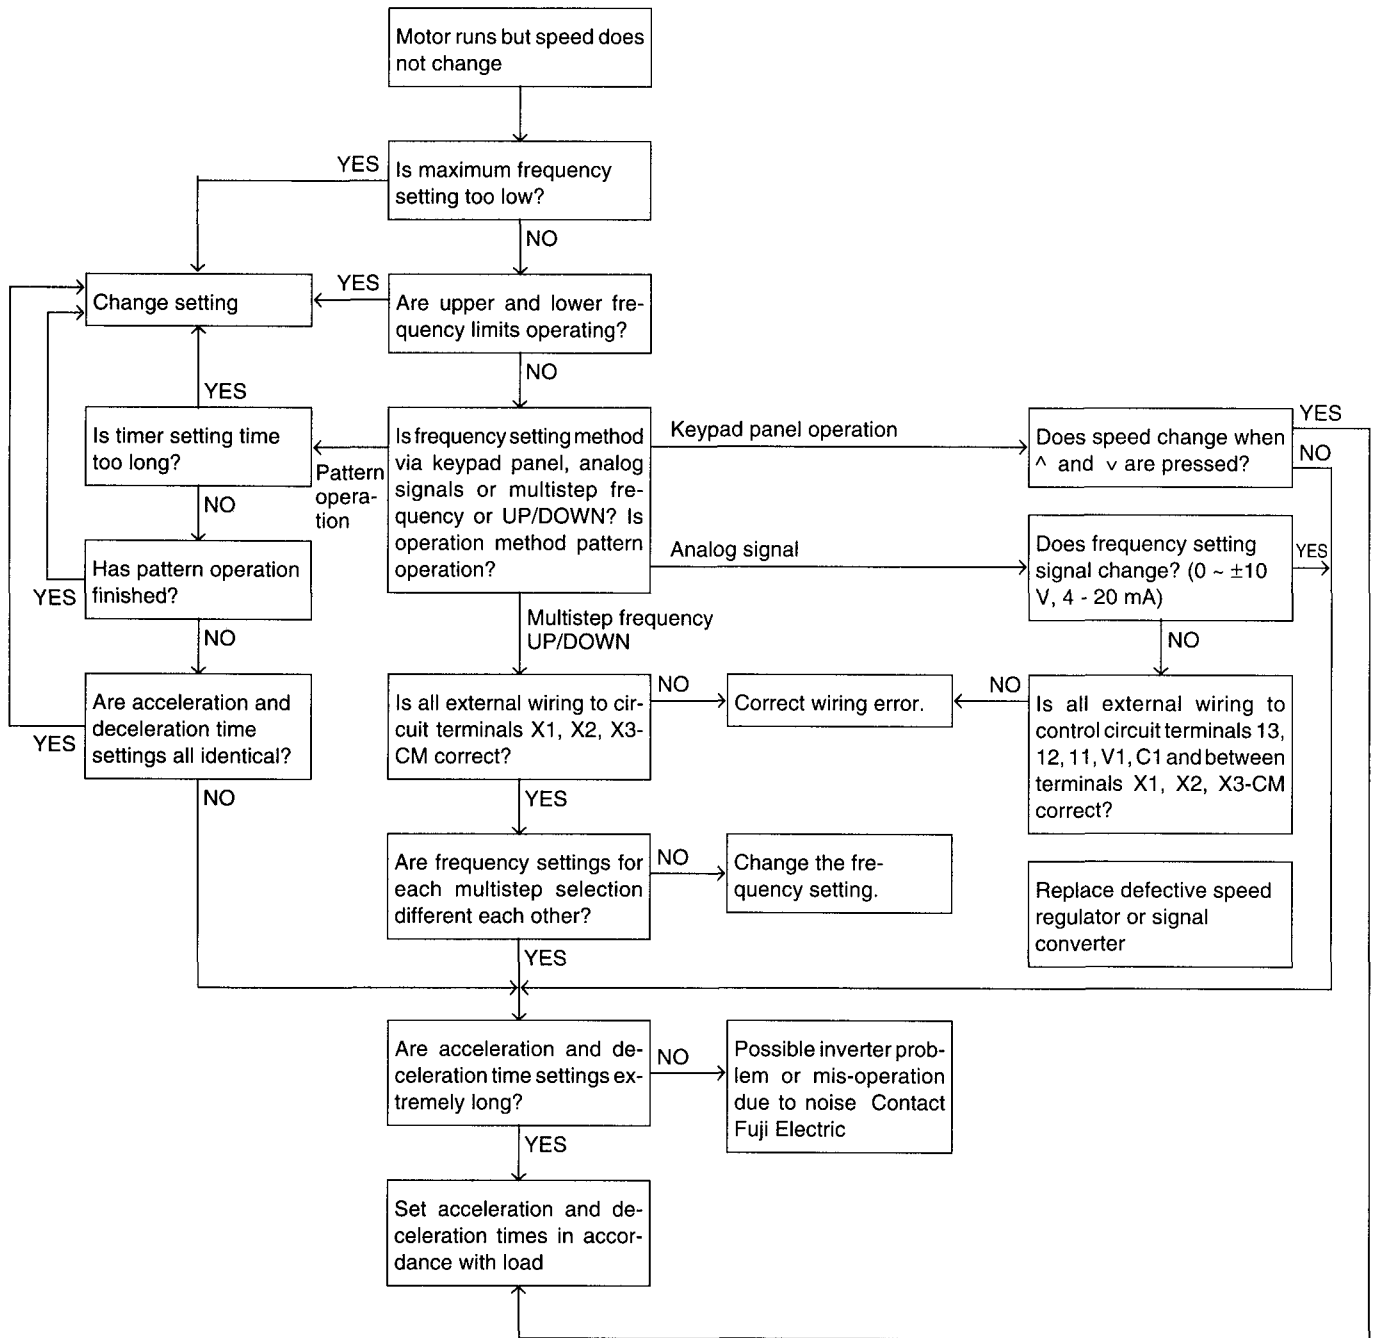 Motor runs but speed does
not change
YES
Is maximum frequency
setting too low?
NO
Change setting
YES
Are upper and lower fre-
quency limits operating?
NO
YES
Is timer setting time
too long?
Pattern
opera-
tion
Is frequency setting method
via keypad panel, analog
signals or multistep fre-
quency or UP/DOWN? Is
operation method pattern
operation?
Keypad panel operation
Does speed change when
^ and v are pressed?
YES
NO
NO
Analog signal
Does frequency setting
signal change? (0 ~ ±10
V, 4 - 20 mA)
YES
Has pattern operation
finished?
YES
NO
Multistep frequency
UP/DOWN
NO
Are acceleration and
deceleration time
settings all identical?
YES
NO
Is all external wiring to cir-
cuit terminals X1, X2, X3-
CM correct?
NO
Correct wiring error.
NO
Is all external wiring to
control circuit terminals 13,
12, 11, V1, C1 and between
terminals X1, X2, X3-CM
correct?
YES
Are frequency settings for
each multistep selection
different each other?
NO
Change the fre-
quency setting.
Replace defective speed
regulator or signal
converter
YES
Are acceleration and de-
celeration time settings ex-
tremely long?
NO
Possible inverter prob-
lem or mis-operation
due to noise Contact
Fuji Electric
YES
Set acceleration and de-
celeration times in accor-
dance with load